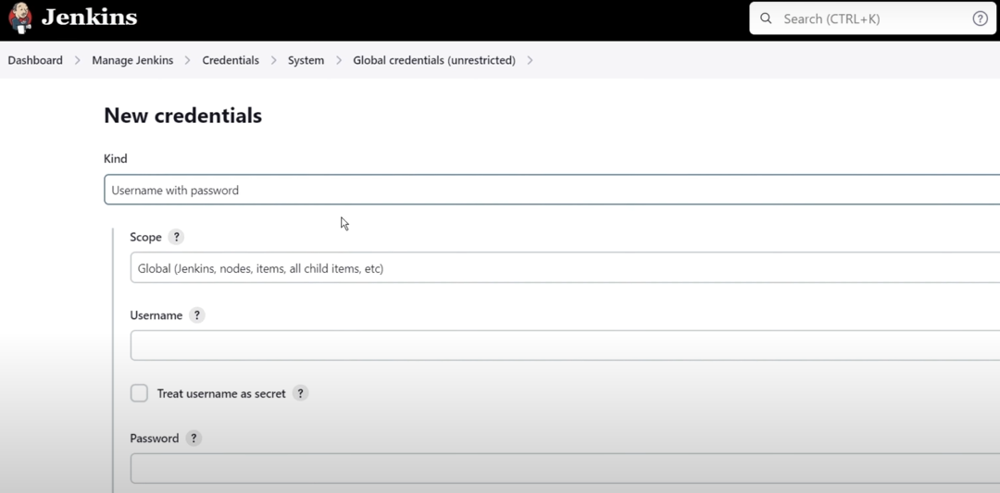 Jenkins
Search (CTRL+K) ?
Dashboard > Manage Jenkins > Credentials > System > Global credentials (unrestricted) >
New credentials
Kind
Username with password
Scope ?
Global (Jenkins, nodes, items, all child items, etc)
Username ?
Treat username as secret ?
Password ?